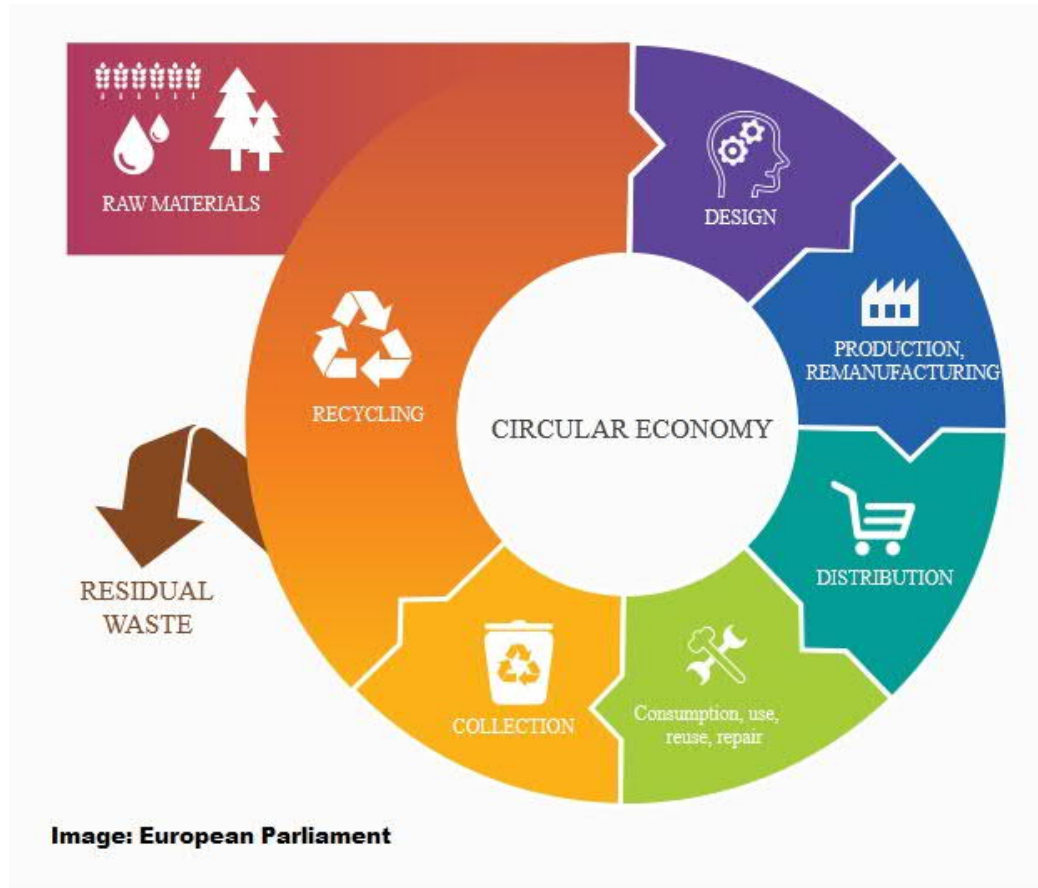 RAW MATERIALS
DESIGN
PRODUCTION,
REMANUFACTURING
RECYCLING
CIRCULAR ECONOMY
DISTRIBUTION
RESIDUAL
WASTE
Consumption, use,
reuse, repair
COLLECTION
Image: European Parliament